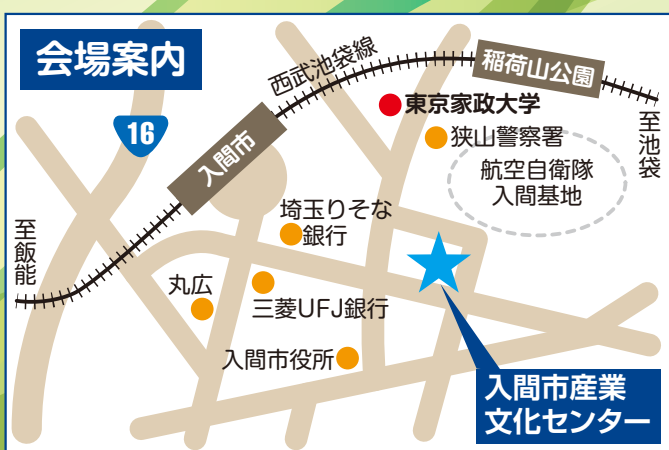 会場案内
西武池袋線
稲荷山公園
16
入間市
東京家政大学
狭山警察署
至池袋
航空自衛隊
入間基地
至飯能
埼玉りそな
銀行
丸広
三菱UFJ銀行
入間市役所
入間市産業
文化センター